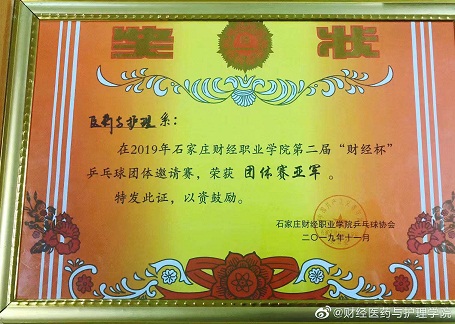 奖 状
医药与护理系：
在2019年石家庄财经职业学院第二届“财经杯”
乒乓球团体邀请赛，荣获 团体赛亚军 。
特发此证，以资鼓励。
石家庄财经职业学院乒乓球协会
二〇一九年十一月
@财经医药与护理学院